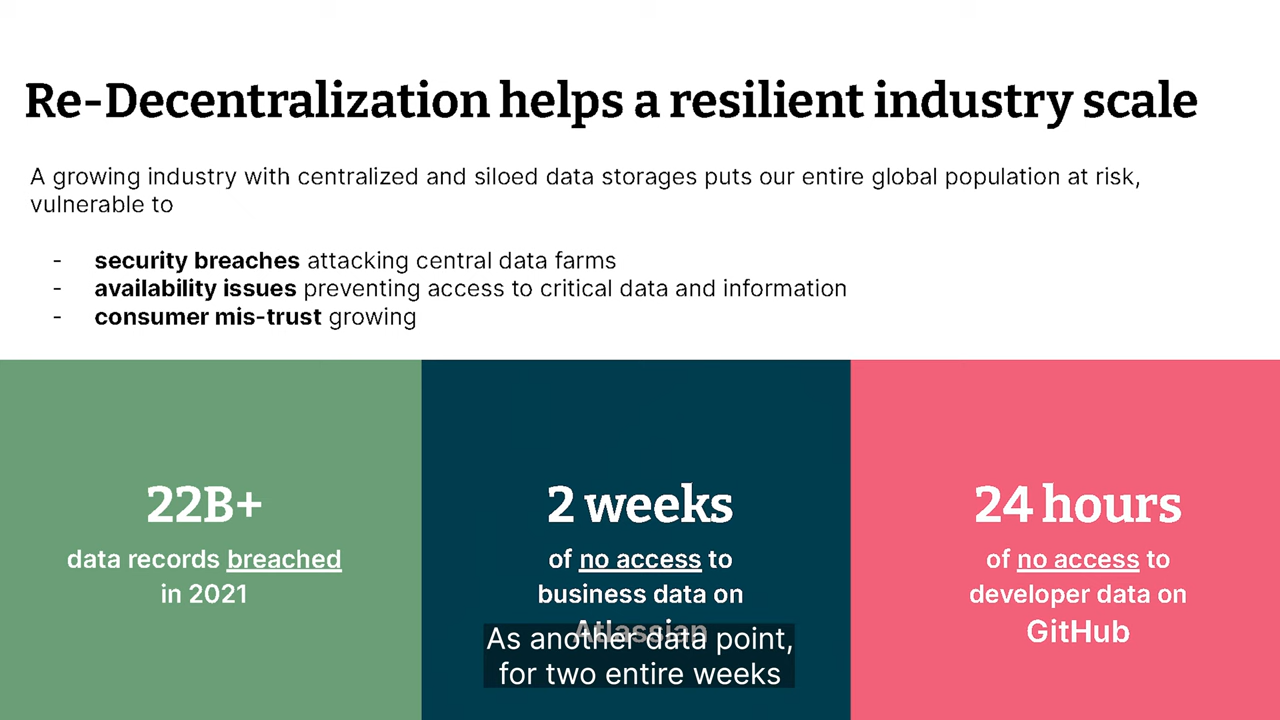 Re-Decentralization helps a resilient industry scale
A growing industry with centralized and siloed data storages puts our entire global population at risk,
vulnerable to
- security breaches attacking central data farms
- availability issues preventing access to critical data and information
- consumer mis-trust growing
22B+
data records breached
in 2021
2 weeks
of no access to
business data on
Atlassian
24 hours
of no access to
developer data on
GitHub
As another data point,
for two entire weeks